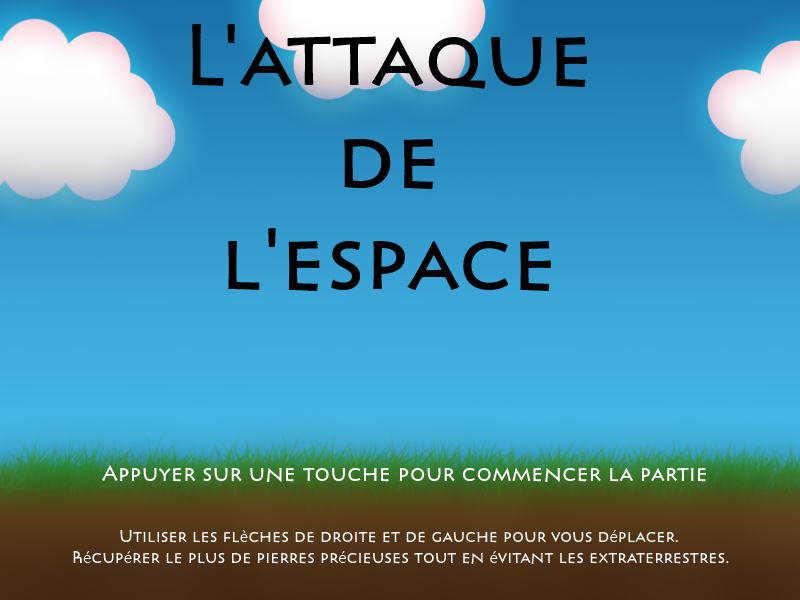 L'attaque
de
l'espace
Appuyer sur une touche pour commencer la partie
Utiliser les flèches de droite et de gauche pour vous déplacer.
Récupérer le plus de pierres précieuses tout en évitant les extraterrestres.